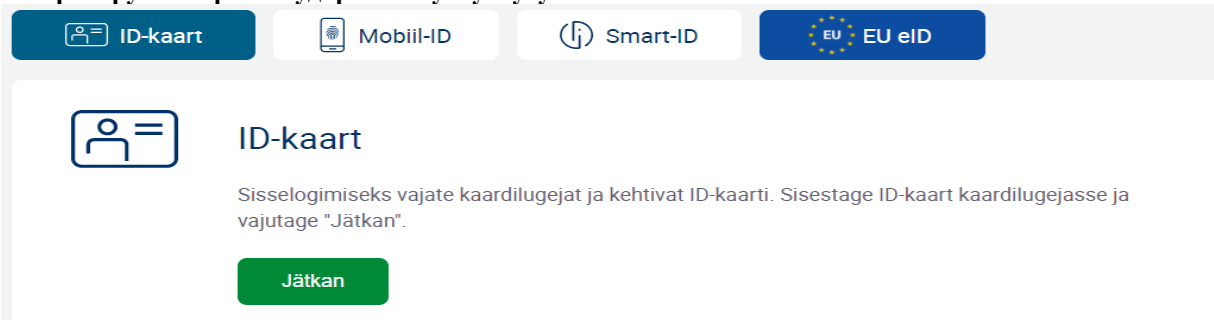 ID-kaart
Mobiil-ID
Smart-ID
EU EU eID
ID-kaart
Sisselogimiseks vajate kaardilugejat ja kehtivat ID-kaarti. Sisestage ID-kaart kaardilugejasse ja
vajutage "Jätkan".
Jätkan